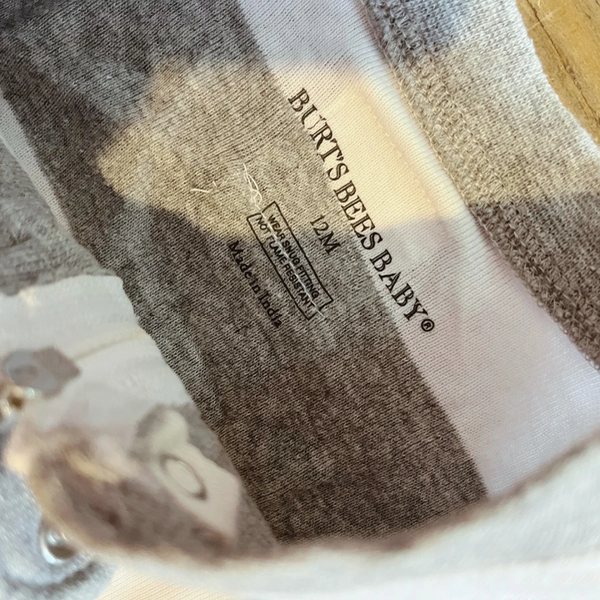 BURT'S BEES BABY®
12M
WEAR SNUG-FITTING
NOT FLAME RESISTANT
Made in India